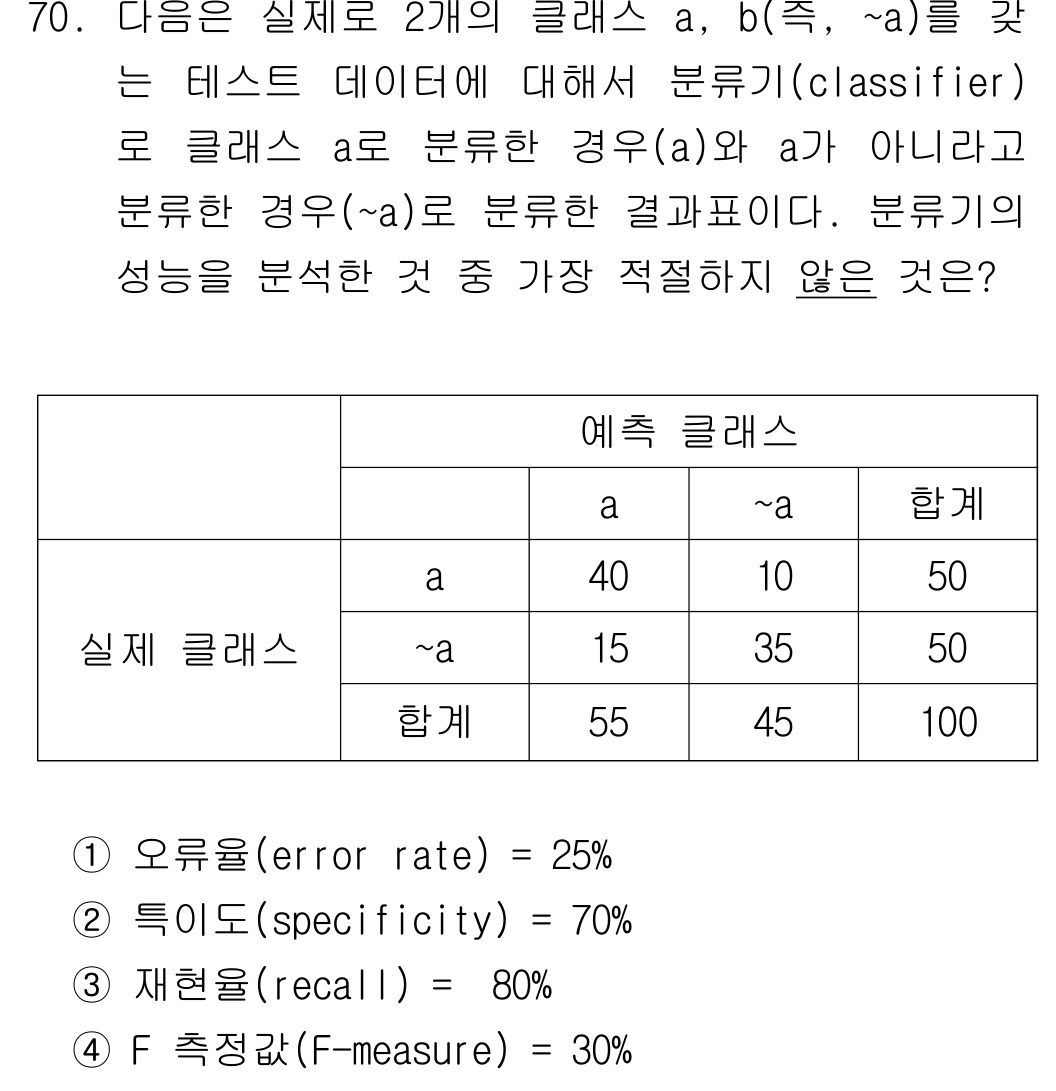 70. 다음은 실제로 2개의 클래스 a, b(즉, ~a)를 갖
는 테스트 데이터에 대해서 분류기(classifier)
로 클래스 a로 분류한 경우(a)와 a가 아니라고
분류한 경우(~a)로 분류한 결과표이다. 분류기의
성능을 분석한 것 중 가장 적절하지 않은 것은?
예측 클래스
a ~a 합계
a 40 10 50
실제 클래스 ~a 15 35 50
합계 55 45 100
① 오류율(error rate) = 25%
② 특이도(specificity) = 70%
③ 재현율(recall) = 80%
④ F 측정값(F-measure) = 30%